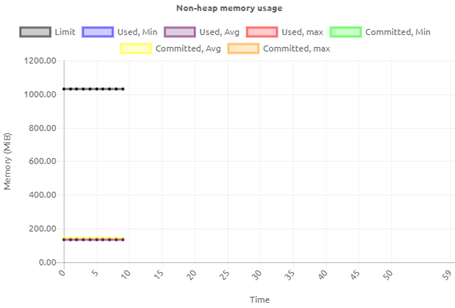 Non-heap memory usage
Limit Used, Min Used, Avg Used, max Committed, Min
Committed, Avg Committed, max
1200.00
1000.00
800.00
600.00
400.00
200.00
0.00
Memory (MiB)
0 5 10 15 20 25 30 35 40 45 50 59
Time